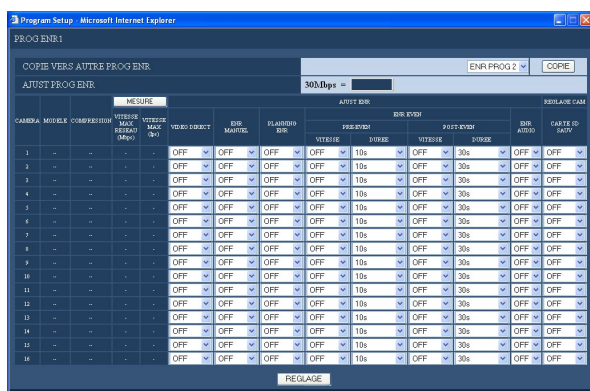 Program Setup - Microsoft Internet Explorer
PROG ENR1
COPIE VERS AUTRE PROG ENR ENR PROG 2 COPIE
AJUST PROG ENR 30Mbps =
MESURE AJUST ENR REGLAGE CAM
CAMERA MODELE COMPRESSION VITESSE MAX RESEAU (Mbps) VITESSE MAX (ips) VIDEO DIRECT ENR MANUEL PLANNING ENR ENR EVEN ENR AUDIO CARTE SD SAUV
PRE-EVEN POST-EVEN
VITESSE DUREE VITESSE DUREE
1 -- -- - - OFF OFF OFF OFF 10s OFF 30s OFF OFF
2 -- -- - - OFF OFF OFF OFF 10s OFF 30s OFF OFF
3 -- -- - - OFF OFF OFF OFF 10s OFF 30s OFF OFF
4 -- -- - - OFF OFF OFF OFF 10s OFF 30s OFF OFF
5 -- -- - - OFF OFF OFF OFF 10s OFF 30s OFF OFF
6 -- -- - - OFF OFF OFF OFF 10s OFF 30s OFF OFF
7 -- -- - - OFF OFF OFF OFF 10s OFF 30s OFF OFF
8 -- -- - - OFF OFF OFF OFF 10s OFF 30s OFF OFF
9 -- -- - - OFF OFF OFF OFF 10s OFF 30s OFF OFF
10 -- -- - - OFF OFF OFF OFF 10s OFF 30s OFF OFF
11 -- -- - - OFF OFF OFF OFF 10s OFF 30s OFF OFF
12 -- -- - - OFF OFF OFF OFF 10s OFF 30s OFF OFF
13 -- -- - - OFF OFF OFF OFF 10s OFF 30s OFF OFF
14 -- -- - - OFF OFF OFF OFF 10s OFF 30s OFF OFF
15 -- -- - - OFF OFF OFF OFF 10s OFF 30s OFF OFF
16 -- -- - - OFF OFF OFF OFF 10s OFF 30s OFF OFF
REGLAGE